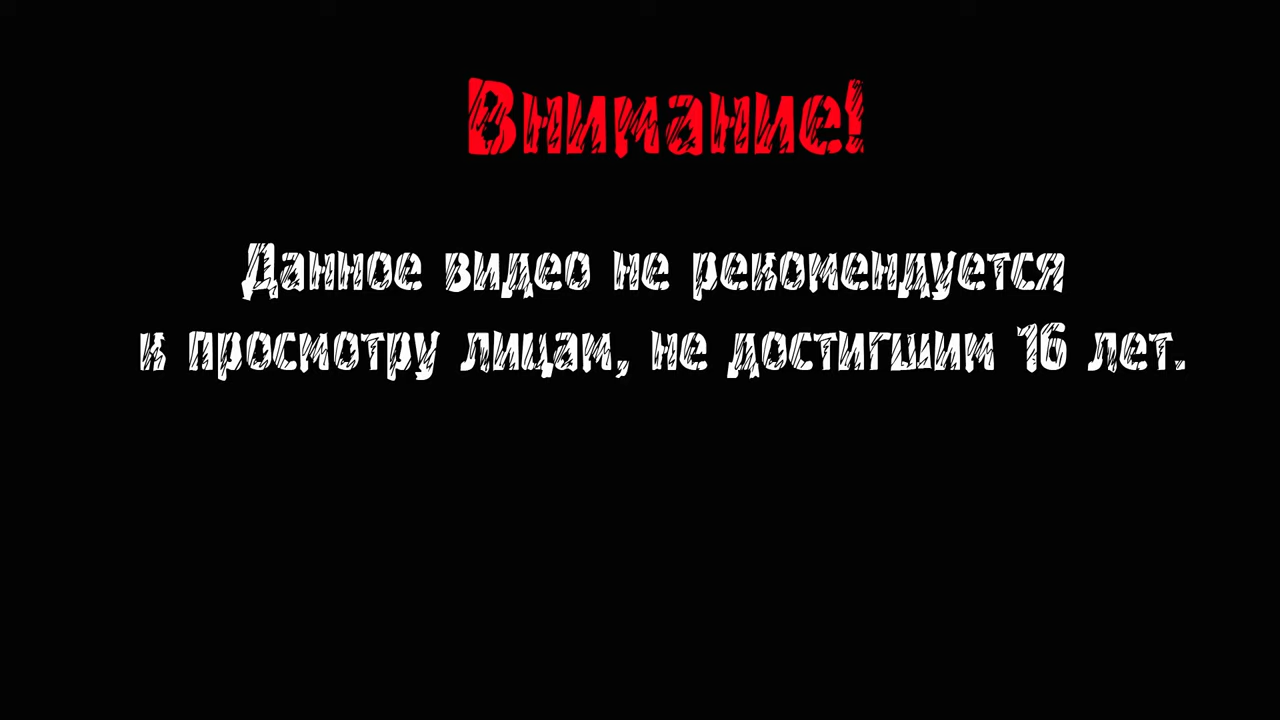 Внимание!
Данное видео не рекомендуется
к просмотру лицам, не достигшим 16 лет.